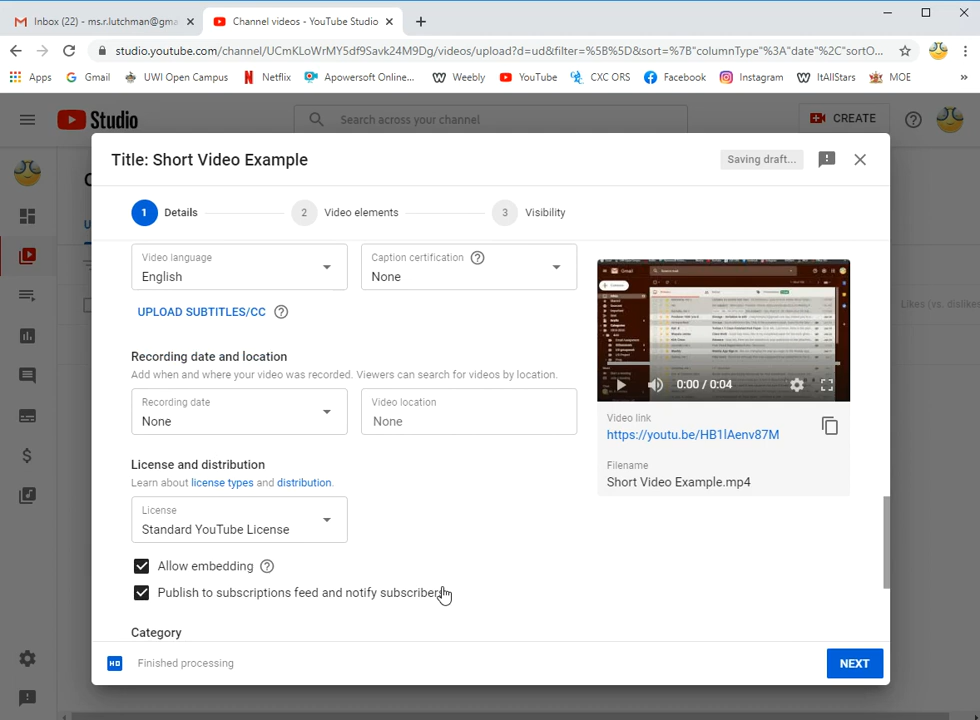 Inbox (22) - ms.r.lutchman@gma
Channel videos - YouTube Studio
studio.youtube.com/channel/UCmKLoWrMY5df9Savk24M9Dg/videos/upload?d=ud&filter=%5B%5D&sort=%7B"columnType"%3A"date"%2C"sortO...
Apps Gmail UWI Open Campus Netflix Apowersoft Online... Weebly YouTube CXC ORS Facebook Instagram ItAllStars MOE »
Studio Search across your channel CREATE
Title: Short Video Example Saving draft...
1 Details 2 Video elements 3 Visibility
Video language
English
Caption certification
None
UPLOAD SUBTITLES/CC
Likes (vs. dislikes
Recording date and location
Add when and where your video was recorded. Viewers can search for videos by location.
Recording date
None
Video location
None
0:00 / 0:04
Video link
https://youtu.be/HB1lAenv87M
Filename
Short Video Example.mp4
License and distribution
Learn about license types and distribution.
License
Standard YouTube License
Allow embedding
Publish to subscriptions feed and notify subscribers
Category
HD Finished processing
NEXT